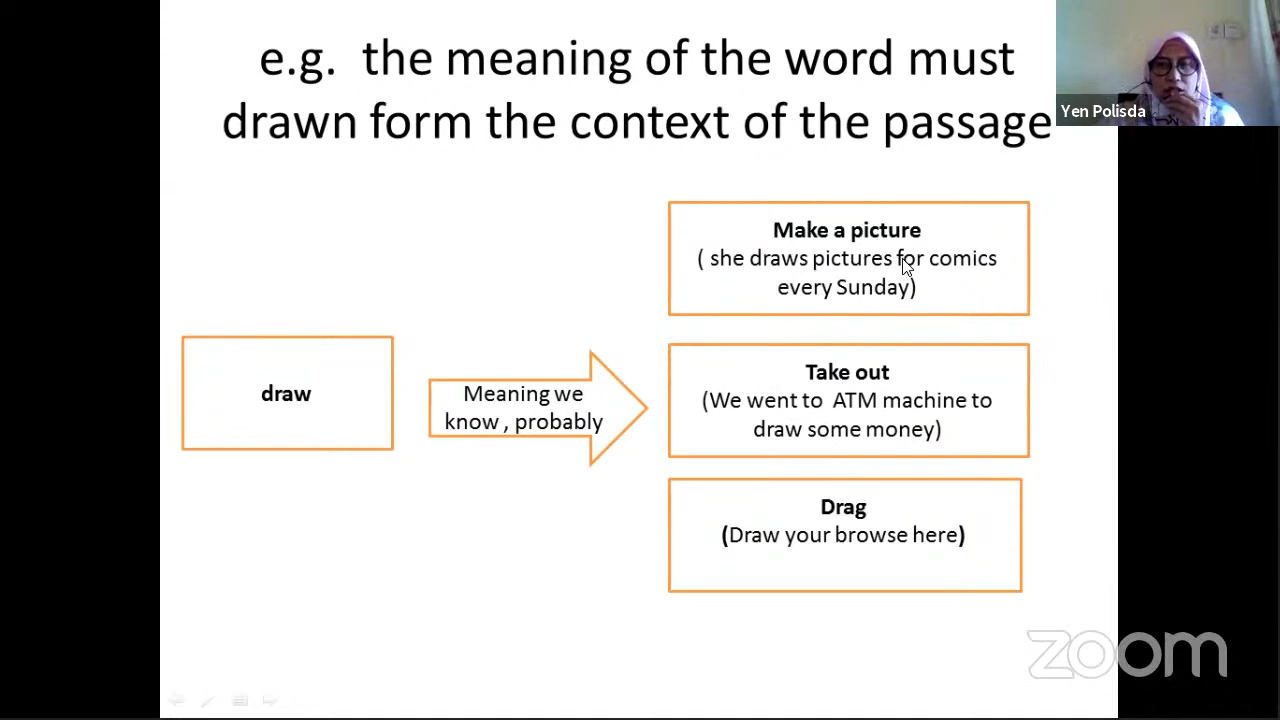 e.g. the meaning of the word must
drawn form the context of the passage
Yen Polisda
Make a picture
( she draws pictures for comics
every Sunday)
draw
Meaning we
know , probably
Take out
(We went to ATM machine to
draw some money)
Drag
(Draw your browse here)
zoom